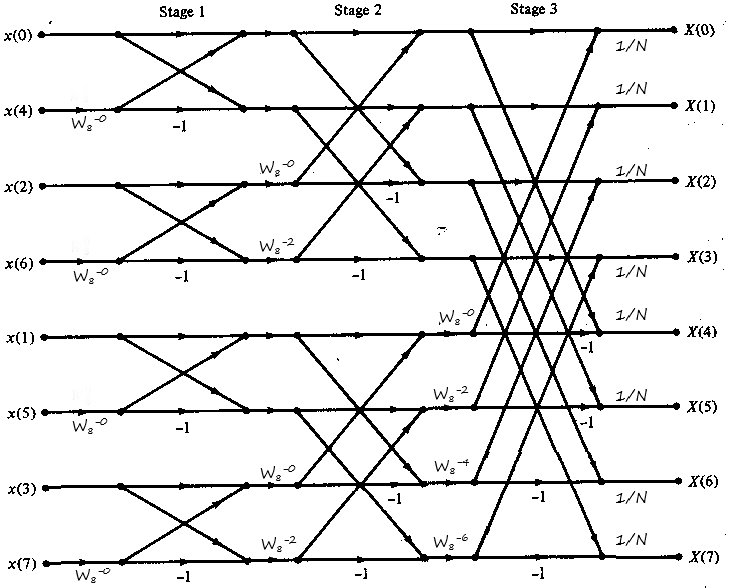 Stage 1 Stage 2 Stage 3
x(0) X(0)
1/N
x(4) 1/N X(1)
W₈⁻⁰ -1
W₈⁻⁰ 1/N
x(2) -1 X(2)
W₈⁻²
x(6) X(3)
W₈⁻⁰ -1 -1 1/N
W₈⁻⁰ 1/N
x(1) X(4)
-1
W₈⁻² 1/N
x(5) X(5)
W₈⁻⁰ -1 -1
W₈⁻⁰ W₈⁻⁴
x(3) X(6)
-1 -1 1/N
W₈⁻² W₈⁻⁶ 1/N
x(7) X(7)
W₈⁻⁰ -1 -1 -1